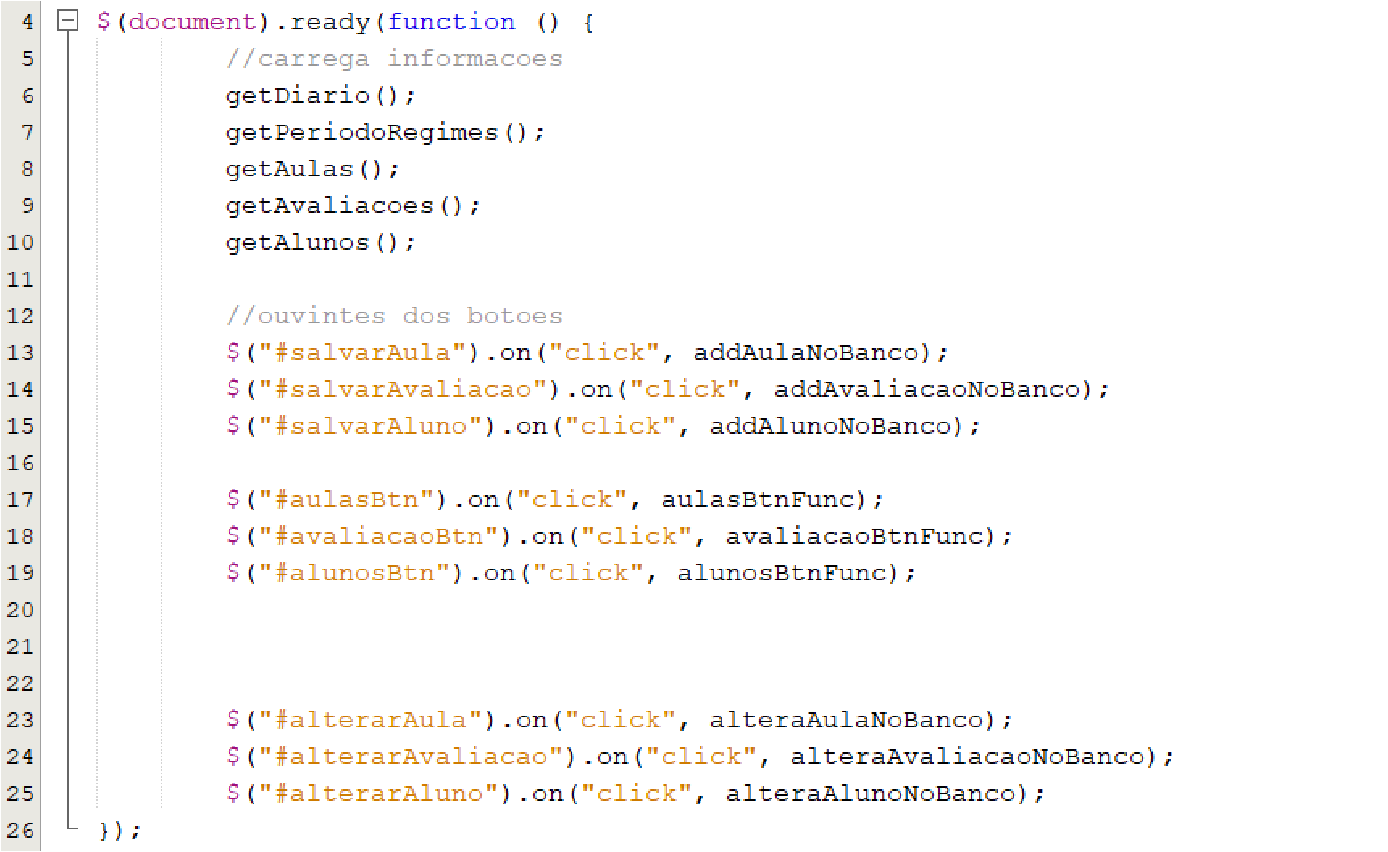 4 $(document).ready(function () {
5 //carrega informacoes
6 getDiario();
7 getPeriodoRegimes();
8 getAulas();
9 getAvaliacoes();
10 getAlunos();
11
12 //ouvintes dos botoes
13 $("#salvarAula").on("click", addAulaNoBanco);
14 $("#salvarAvaliacao").on("click", addAvaliacaoNoBanco);
15 $("#salvarAluno").on("click", addAlunoNoBanco);
16
17 $("#aulasBtn").on("click", aulasBtnFunc);
18 $("#avaliacaoBtn").on("click", avaliacaoBtnFunc);
19 $("#alunosBtn").on("click", alunosBtnFunc);
20
21
22
23 $("#alterarAula").on("click", alteraAulaNoBanco);
24 $("#alterarAvaliacao").on("click", alteraAvaliacaoNoBanco);
25 $("#alterarAluno").on("click", alteraAlunoNoBanco);
26 });